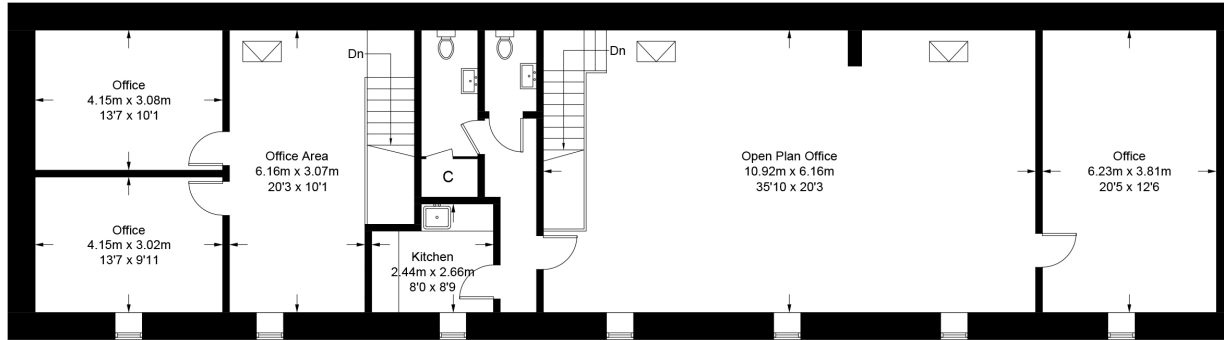 Office
4.15m x 3.08m
13'7 x 10'1
Dn
Office Area
6.16m x 3.07m
20'3 x 10'1
C
Dn
Open Plan Office
10.92m x 6.16m
35'10 x 20'3
Office
6.23m x 3.81m
20'5 x 12'6
Office
4.15m x 3.02m
13'7 x 9'11
Kitchen
2.44m x 2.66m
8'0 x 8'9